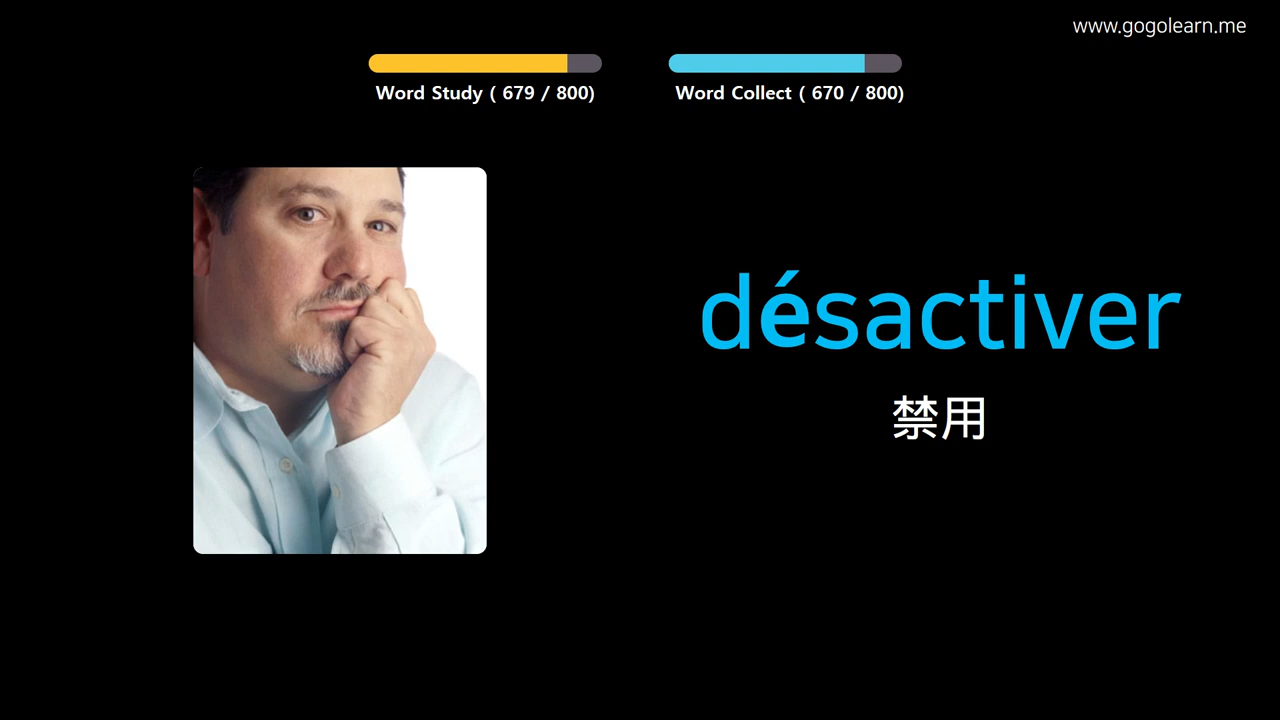 www.gogolearn.me
Word Study ( 679 / 800)
Word Collect ( 670 / 800)
désactiver
禁用